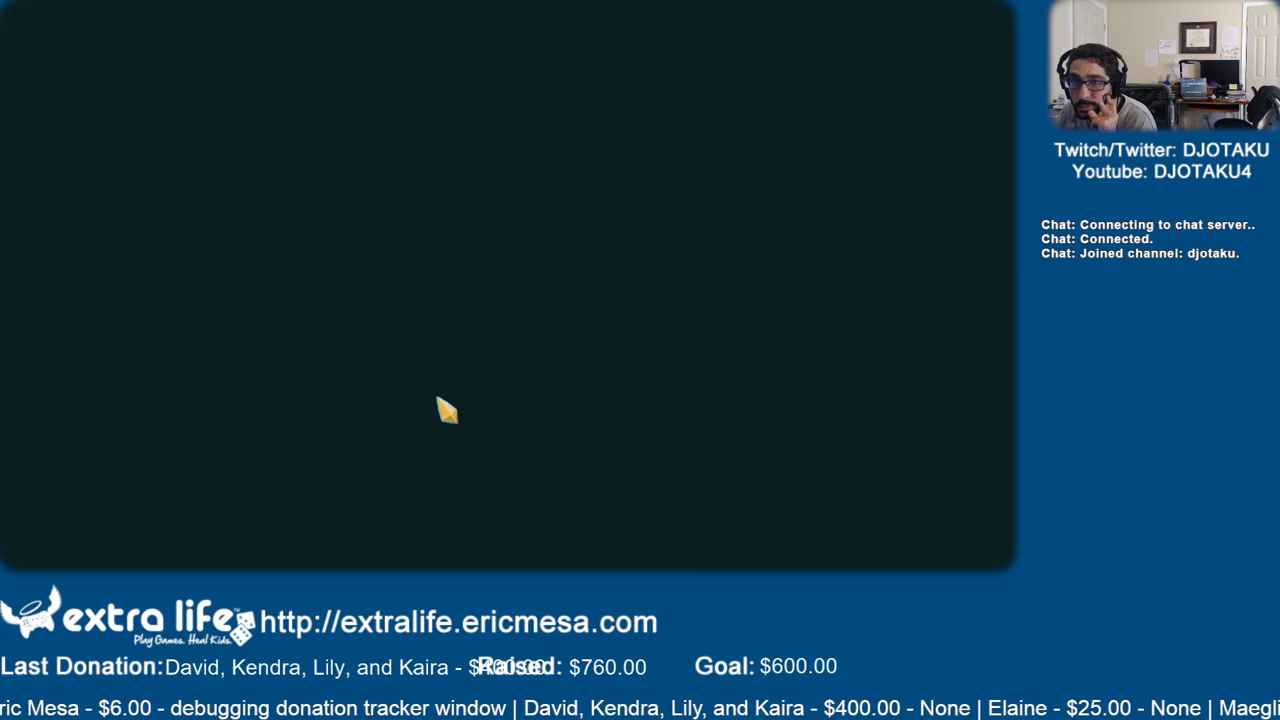 Twitch/Twitter: DJOTAKU
Youtube: DJOTAKU4
Chat: Connecting to chat server..
Chat: Connected.
Chat: Joined channel: djotaku.
extra life
Play Games. Heal Kids.
http://extralife.ericmesa.com
Last Donation: David, Kendra, Lily, and Kaira - $400.00 Raised: $760.00 Goal: $600.00
ric Mesa - $6.00 - debugging donation tracker window | David, Kendra, Lily, and Kaira - $400.00 - None | Elaine - $25.00 - None | Maegl